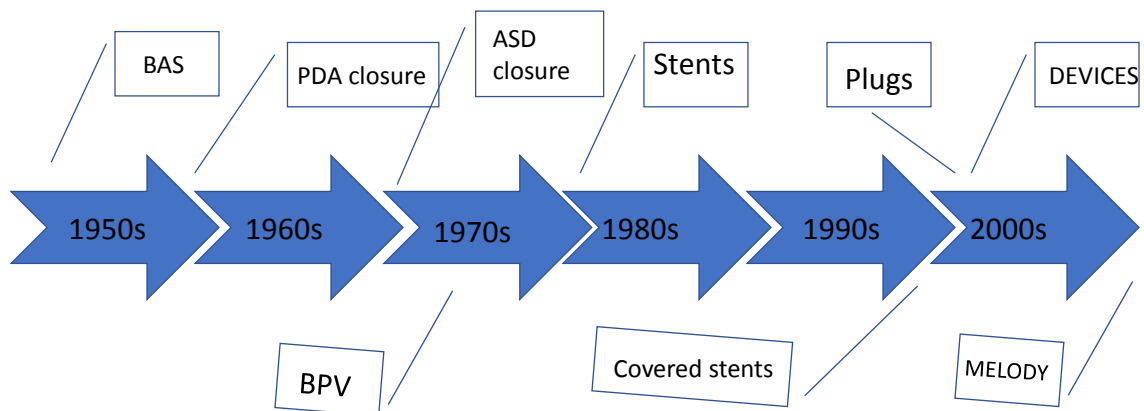 BAS
PDA closure
ASD
closure
Stents
Plugs
DEVICES
1950s
1960s
1970s
1980s
1990s
2000s
BPV
Covered stents
MELODY